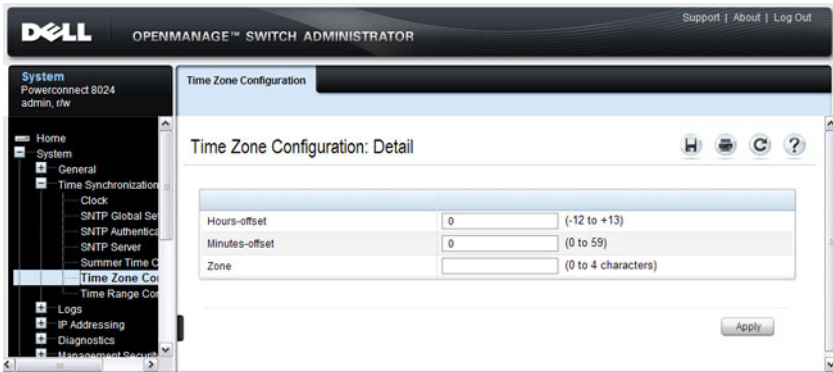 Support | About | Log Out
DELL
OPENMANAGE™ SWITCH ADMINISTRATOR
System
Powerconnect 8024
admin, r/w
Time Zone Configuration
Home
System
General
Time Synchronization
Clock
SNTP Global Se
SNTP Authentica
SNTP Server
Summer Time C
Time Zone Co
Time Range Co
Logs
IP Addressing
Diagnostics
Management Securit
Time Zone Configuration: Detail
Hours-offset 0 (-12 to +13)
Minutes-offset 0 (0 to 59)
Zone (0 to 4 characters)
Apply